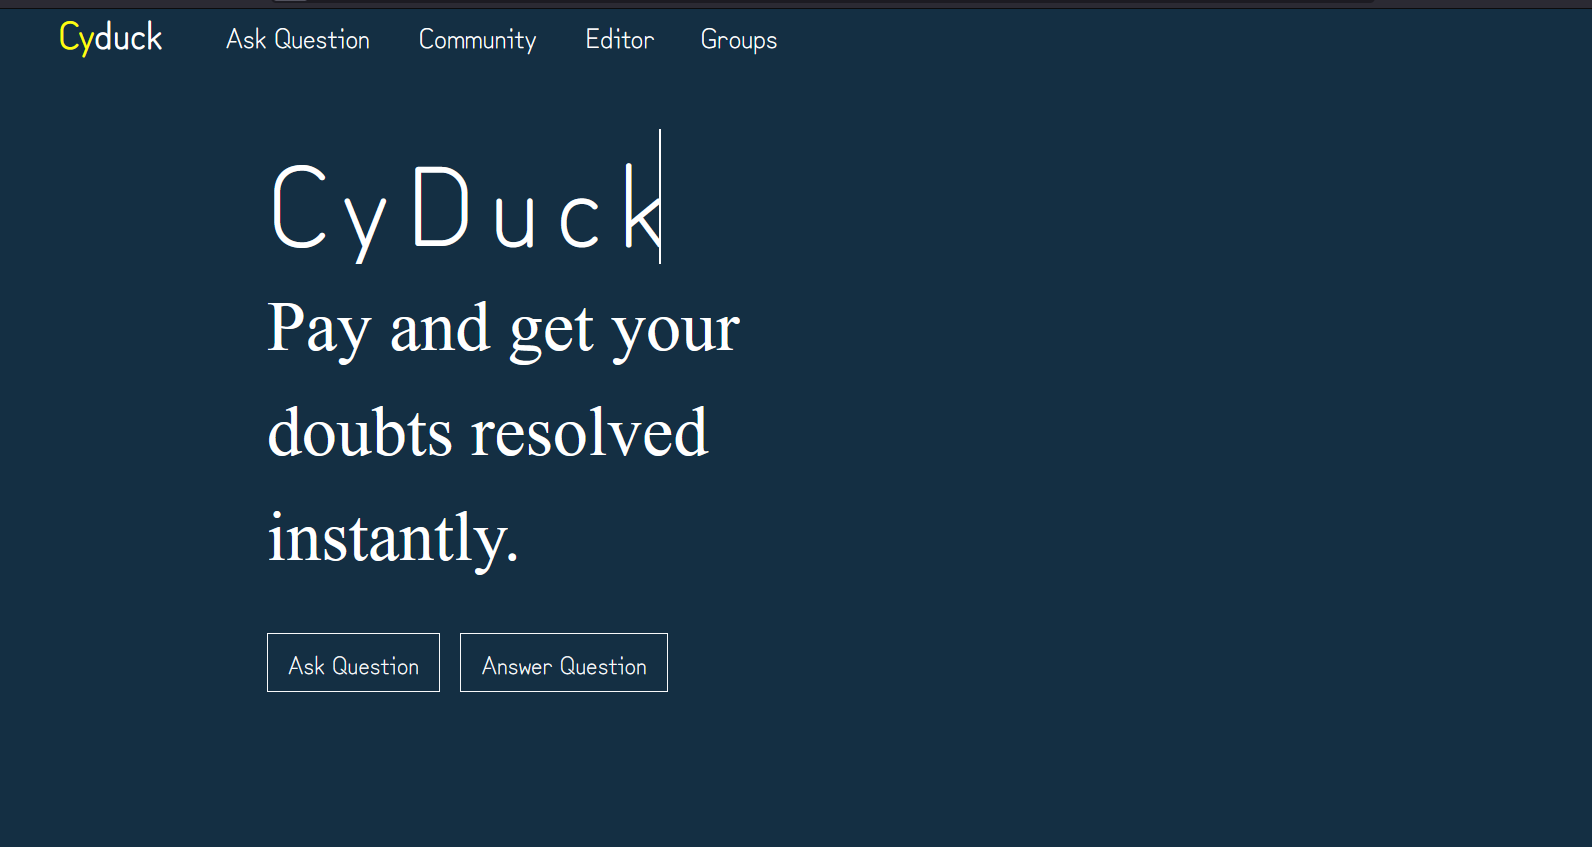 Cyduck Ask Question Community Editor Groups
CyDuck
Pay and get your
doubts resolved
instantly.
Ask Question Answer Question